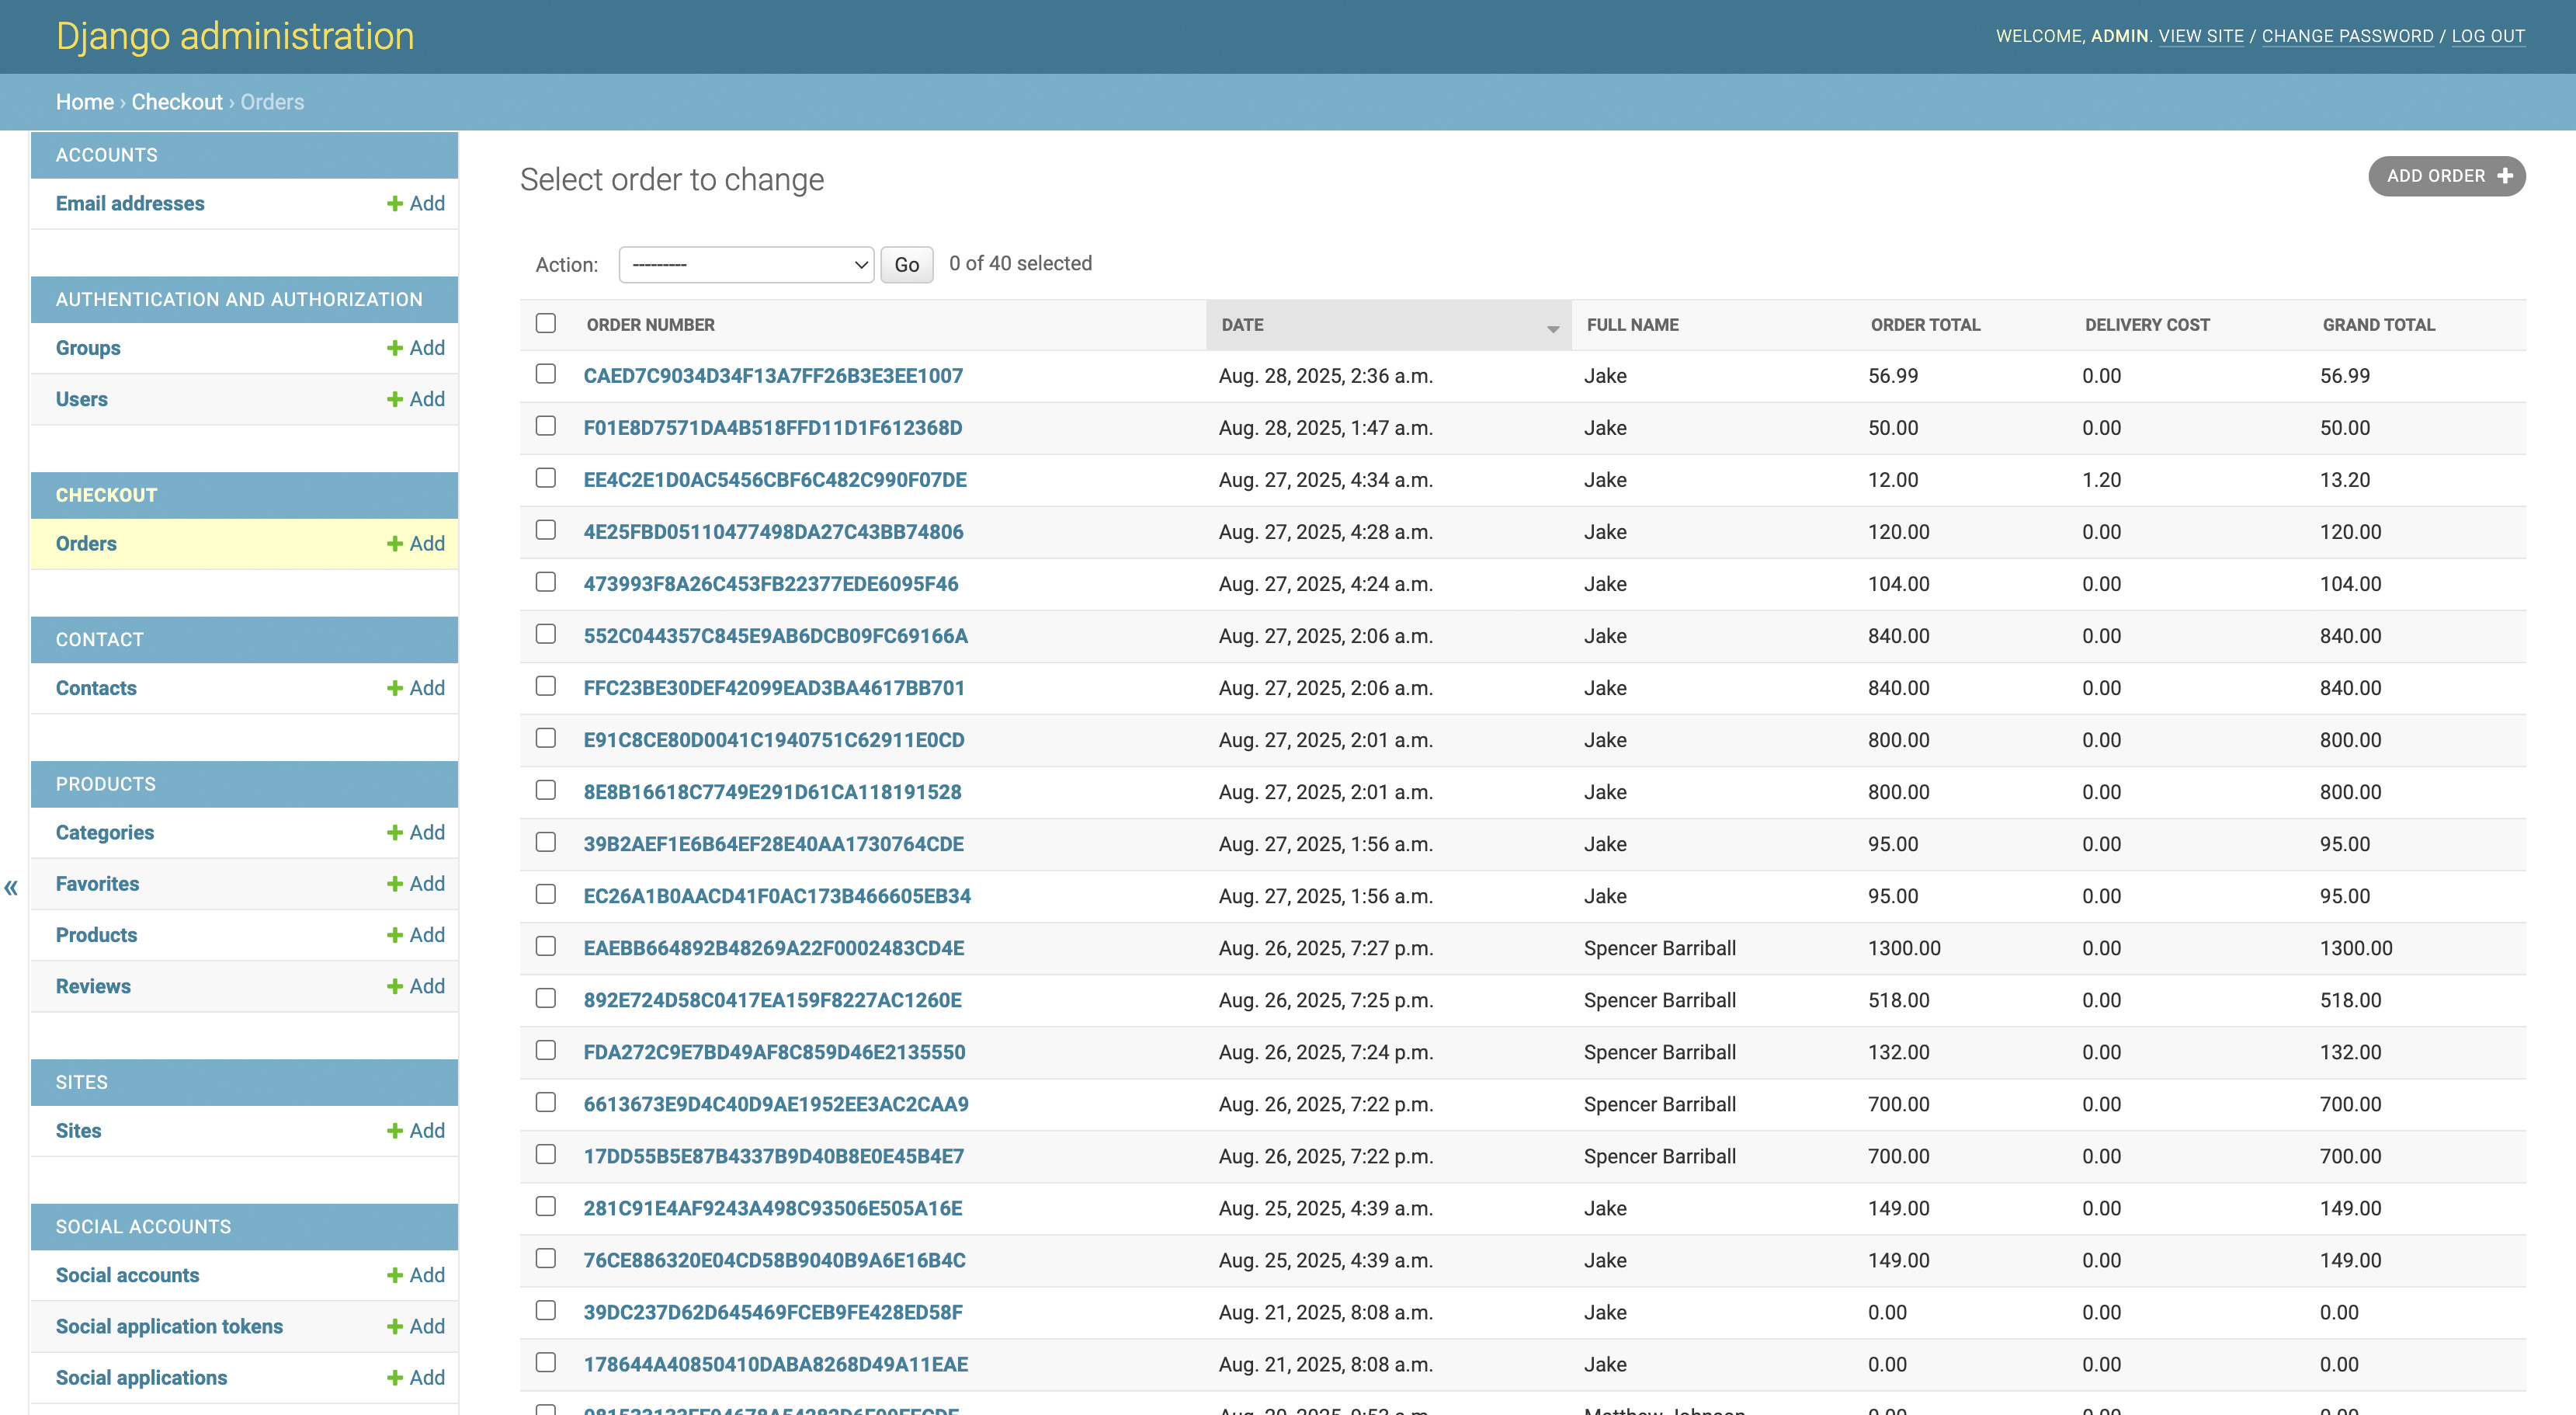 Django administration
WELCOME, ADMIN. VIEW SITE / CHANGE PASSWORD / LOG OUT
Home › Checkout › Orders
ACCOUNTS
Email addresses + Add
AUTHENTICATION AND AUTHORIZATION
Groups + Add
Users + Add
CHECKOUT
Orders + Add
CONTACT
Contacts + Add
PRODUCTS
Categories + Add
Favorites + Add
Products + Add
Reviews + Add
SITES
Sites + Add
SOCIAL ACCOUNTS
Social accounts + Add
Social application tokens + Add
Social applications + Add
«
Select order to change
ADD ORDER +
Action: --------- Go 0 of 40 selected
ORDER NUMBER DATE FULL NAME ORDER TOTAL DELIVERY COST GRAND TOTAL
CAED7C9034D34F13A7FF26B3E3EE1007 Aug. 28, 2025, 2:36 a.m. Jake 56.99 0.00 56.99
F01E8D7571DA4B518FFD11D1F612368D Aug. 28, 2025, 1:47 a.m. Jake 50.00 0.00 50.00
EE4C2E1D0AC5456CBF6C482C990F07DE Aug. 27, 2025, 4:34 a.m. Jake 12.00 1.20 13.20
4E25FBD05110477498DA27C43BB74806 Aug. 27, 2025, 4:28 a.m. Jake 120.00 0.00 120.00
473993F8A26C453FB22377EDE6095F46 Aug. 27, 2025, 4:24 a.m. Jake 104.00 0.00 104.00
552C044357C845E9AB6DCB09FC69166A Aug. 27, 2025, 2:06 a.m. Jake 840.00 0.00 840.00
FFC23BE30DEF42099EAD3BA4617BB701 Aug. 27, 2025, 2:06 a.m. Jake 840.00 0.00 840.00
E91C8CE80D0041C1940751C62911E0CD Aug. 27, 2025, 2:01 a.m. Jake 800.00 0.00 800.00
8E8B16618C7749E291D61CA118191528 Aug. 27, 2025, 2:01 a.m. Jake 800.00 0.00 800.00
39B2AEF1E6B64EF28E40AA1730764CDE Aug. 27, 2025, 1:56 a.m. Jake 95.00 0.00 95.00
EC26A1B0AACD41F0AC173B466605EB34 Aug. 27, 2025, 1:56 a.m. Jake 95.00 0.00 95.00
EAEBB664892B48269A22F0002483CD4E Aug. 26, 2025, 7:27 p.m. Spencer Barriball 1300.00 0.00 1300.00
892E724D58C0417EA159F8227AC1260E Aug. 26, 2025, 7:25 p.m. Spencer Barriball 518.00 0.00 518.00
FDA272C9E7BD49AF8C859D46E2135550 Aug. 26, 2025, 7:24 p.m. Spencer Barriball 132.00 0.00 132.00
6613673E9D4C40D9AE1952EE3AC2CAA9 Aug. 26, 2025, 7:22 p.m. Spencer Barriball 700.00 0.00 700.00
17DD55B5E87B4337B9D40B8E0E45B4E7 Aug. 26, 2025, 7:22 p.m. Spencer Barriball 700.00 0.00 700.00
281C91E4AF9243A498C93506E505A16E Aug. 25, 2025, 4:39 a.m. Jake 149.00 0.00 149.00
76CE886320E04CD58B9040B9A6E16B4C Aug. 25, 2025, 4:39 a.m. Jake 149.00 0.00 149.00
39DC237D62D645469FCEB9FE428ED58F Aug. 21, 2025, 8:08 a.m. Jake 0.00 0.00 0.00
178644A40850410DABA8268D49A11EAE Aug. 21, 2025, 8:08 a.m. Jake 0.00 0.00 0.00